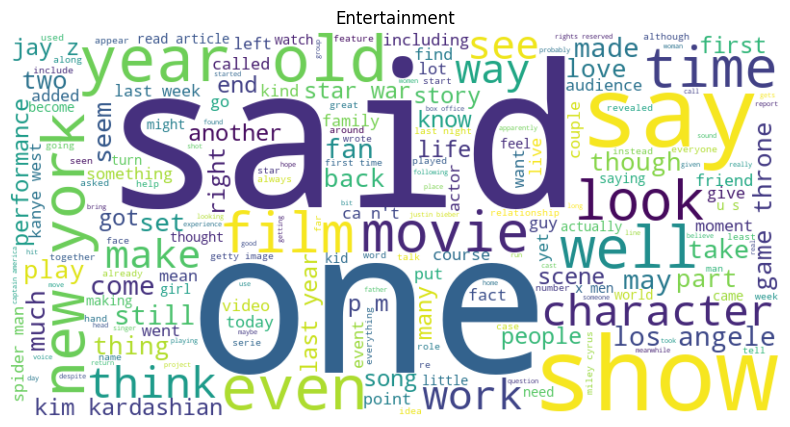 Entertainment
said
one
show
say
year old
new york
look
film
movie
well
time
even
character
think
work
make
see
way
los angele
game throne
kim kardashian
jay z
two
added
become
used
along
appear
include
read article
last week
called
left
watch
including
feature
group
find
lot
kind
star war
story
know
made
love
audience
first
although
rights reserved
probably
woman
women
started
start
great
box office
revealed
call
getty
report
end
go
might
another
family
fan
life
back
right
seem
set
got
performance
kanye west
seen
going
turn
something
asked
help
bring
thought
found
shot
hope
star
always
around
wrote
first time
last night
apparently
played
following
place
justin bieber
ca n't
actor
feel
want
live
couple
though
saying
friend
give
u s
instead
everyone
sound
given
really
moment
take
part
may
scene
guy
yet
actually
course
relationship
x men
fact
put
many
p m
people
song
point
little
need
event
everything
role
re
idea
case
question
number
someone
world
came
week
tell
took
meanwhile
miley cyrus
cast
run
home
father
word
talk
bit
kid
good
far
getting
looking
experience
getty image
face
together
hit
already
girl
mean
come
play
much
still
thing
making
went
video
today
serie
maybe
use
last year
spider man
captain america
move
hand
head
singer
playing
voice
name
return
day
despite
project
line
believe
least
man
real
long